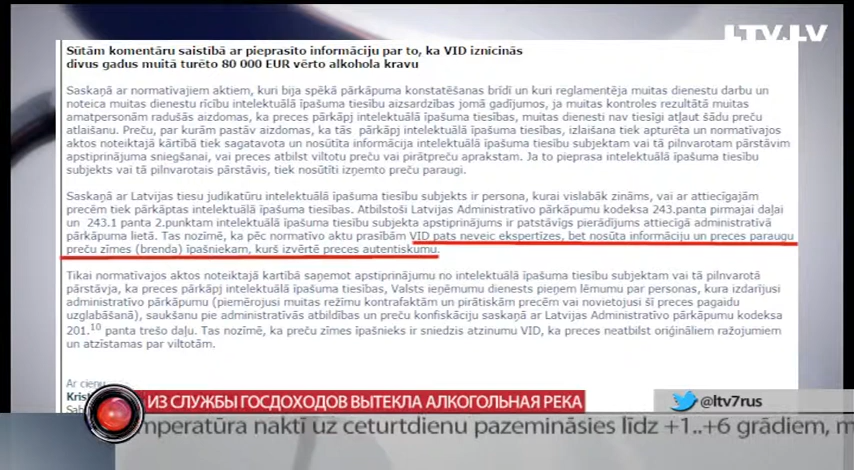 LTV.LV
Sūtām komentāru saistībā ar pieprasīto informāciju par to, ka VID iznīcinās
divus gadus muitā turēto 80 000 EUR vērto alkohola kravu
Saskaņā ar normatīvajiem aktiem, kuri bija spēkā pārkāpuma konstatēšanas brīdī un kuri reglamentēja muitas dienestu darbu un
noteica muitas dienestu rīcību intelektuālā īpašuma tiesību aizsardzības jomā gadījumos, ja muitas kontroles rezultātā muitas
amatpersonām radušās aizdomas, ka preces pārkāpj intelektuālā īpašuma tiesības, muitas dienesti nav tiesīgi atļaut šādu preču
atlaišanu. Preču, par kurām pastāv aizdomas, ka tās pārkāpj intelektuālā īpašuma tiesības, izlaišana tiek apturēta un normatīvajos
aktos noteiktajā kārtībā tiek sagatavota un nosūtīta informācija intelektuālā īpašuma tiesību subjektam vai tā pilnvarotam pārstāvim
apstiprinājuma sniegšanai, vai preces atbilst viltotu preču vai pirātpreču aprakstam. Ja to pieprasa intelektuālā īpašuma tiesību
subjekts vai tā pilnvarotais pārstāvis, tiek nosūtīti izņemto preču paraugi.
Saskaņā ar Latvijas tiesu judikatūru intelektuālā īpašuma tiesību subjekts ir persona, kurai vislabāk zināms, vai ar attiecīgajām
precēm tiek pārkāptas intelektuālā īpašuma tiesības. Atbilstoši Latvijas Administratīvo pārkāpumu kodeksa 243.panta pirmajai daļai
un 243.1 panta 2.punktam intelektuālā īpašuma tiesību subjekta apstiprinājums ir patstāvīgs pierādījums attiecīgā administratīvā
pārkāpuma lietā. Tas nozīmē, ka pēc normatīvo aktu prasībām VID pats neveic ekspertīzes, bet nosūta informāciju un preces paraugu
preču zīmes (brenda) īpašniekam, kurš izvērtē preces autentiskumu.
Tikai normatīvajos aktos noteiktajā kārtībā saņemot apstiprinājumu no intelektuālā īpašuma tiesību subjektam vai tā pilnvarotā
pārstāvja, ka preces pārkāpj intelektuālā īpašuma tiesības, Valsts ieņēmumu dienests pieņem lēmumu par personas, kura izdarījusi
administratīvo pārkāpumu (piemērojusi muitas režīmu kontrafaktām un pirātiskām precēm vai novietojusi šī preces pagaidu
uzglabāšanā), saukšanu pie administratīvās atbildības un preču konfiskāciju saskaņā ar Latvijas Administratīvo pārkāpumu kodeksa
201.10 panta trešo daļu. Tas nozīmē, ka preču zīmes īpašnieks ir sniedzis atzinumu VID, ka preces neatbilst oriģināliem ražojumiem
un atzīstamas par viltotām.
Ar cieņu
ИЗ СЛУЖБЫ ГОСДОХОДОВ ВЫТЕКЛА АЛКОГОЛЬНАЯ РЕКА
@ltv7rus
mperatūra naktī uz ceturtdienu pazemināsies līdz +1..+6 grādiem, m